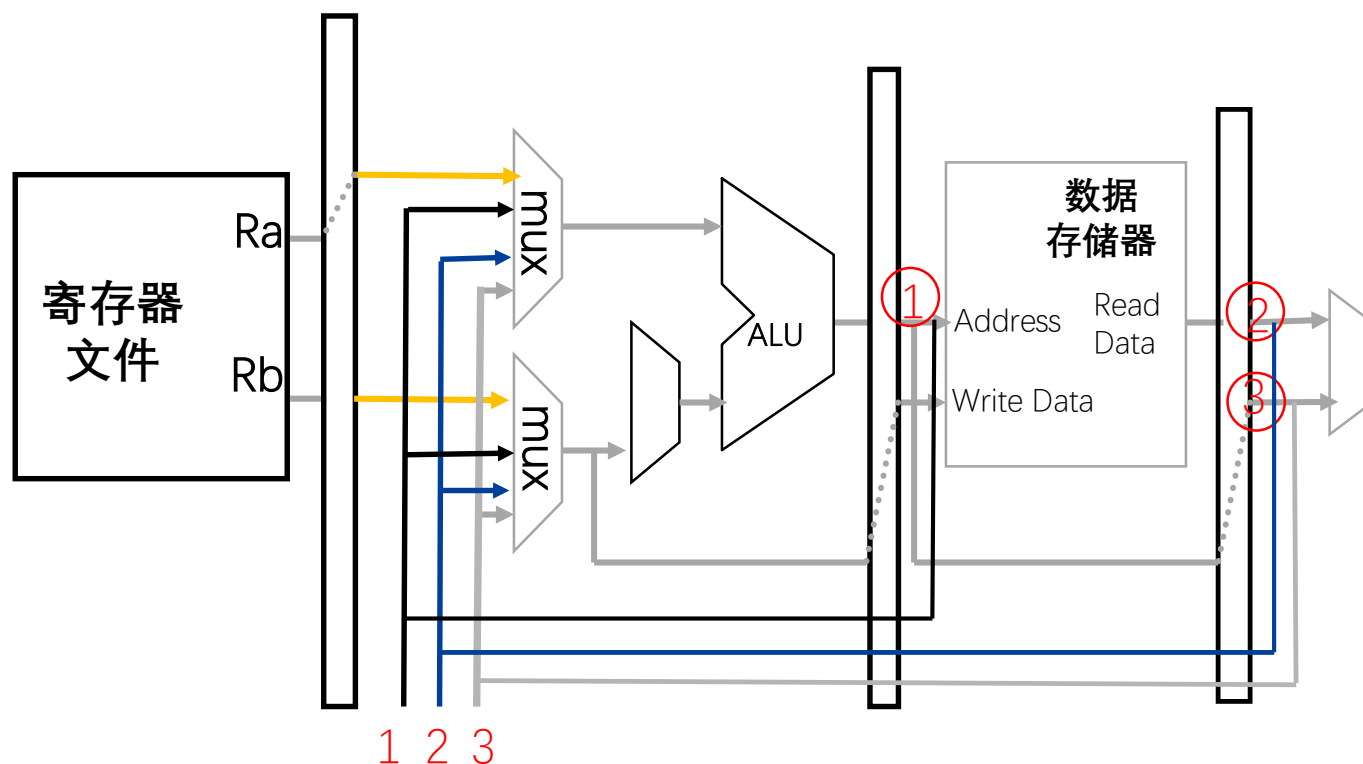 寄存器
文件
Ra
Rb
mux
mux
ALU
①
数据
存储器
Address
Read
Data
Write Data
②
③
1 2 3